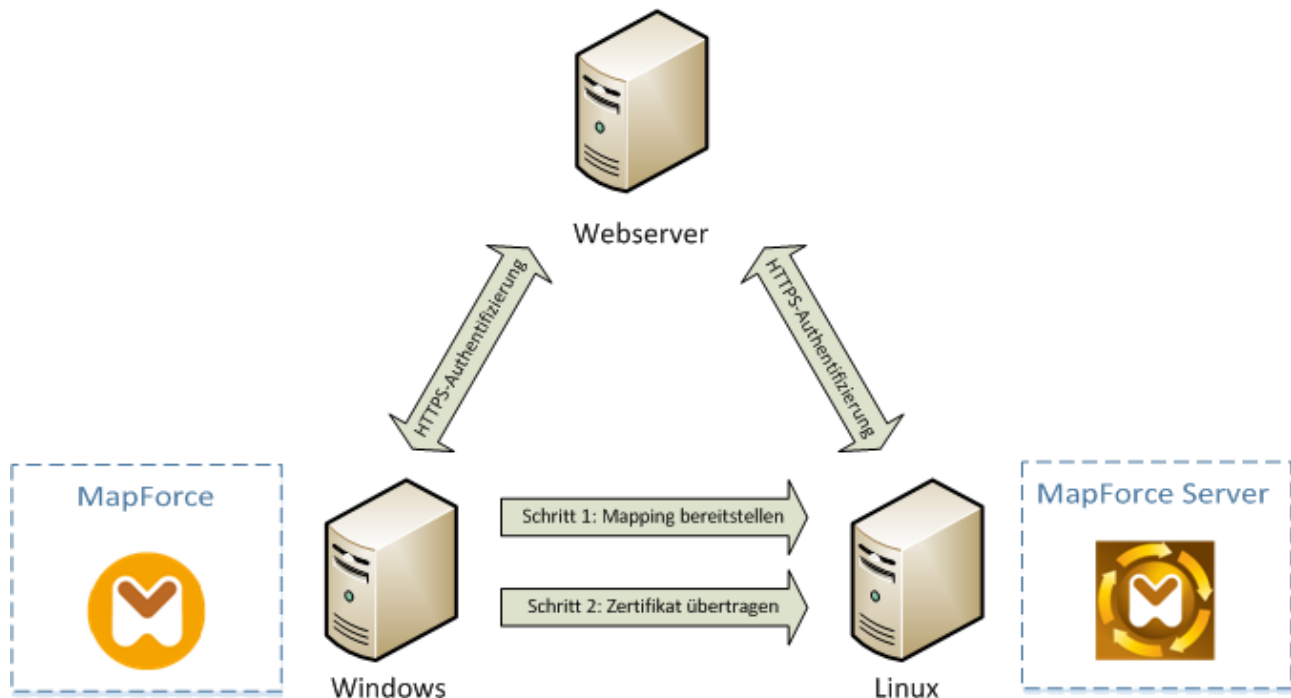 Webserver
HTTPS-Authentifizierung
HTTPS-Authentifizierung
MapForce
Schritt 1: Mapping bereitstellen
MapForce Server
Schritt 2: Zertifikat übertragen
Windows
Linux